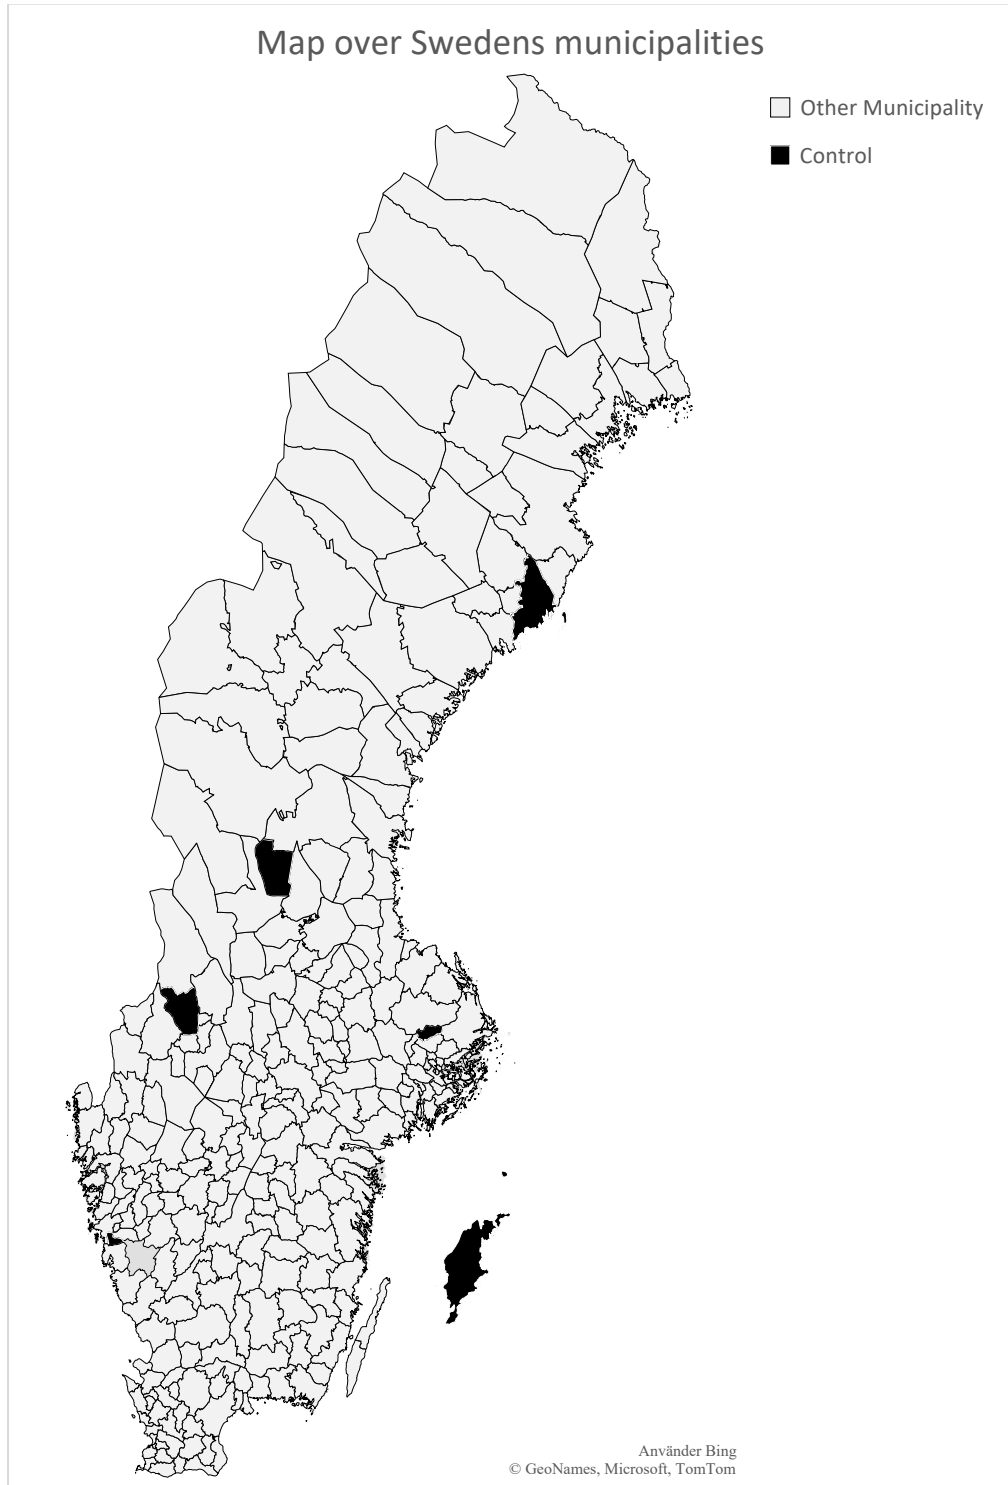 Map over Swedens municipalities
Other Municipality
Control
Använder Bing
© GeoNames, Microsoft, TomTom